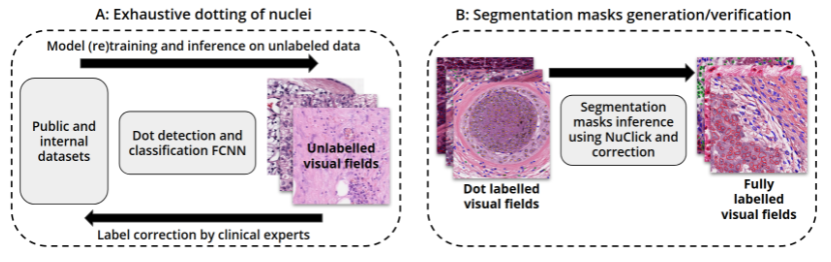 A: Exhaustive dotting of nuclei
Model (re)training and inference on unlabeled data
Public and
internal
datasets
Dot detection and
classification FCNN
Unlabelled
visual fields
Label correction by clinical experts
B: Segmentation masks generation/verification
Dot labelled
visual fields
Segmentation
masks inference
using NuClick and
correction
Fully
labelled
visual fields